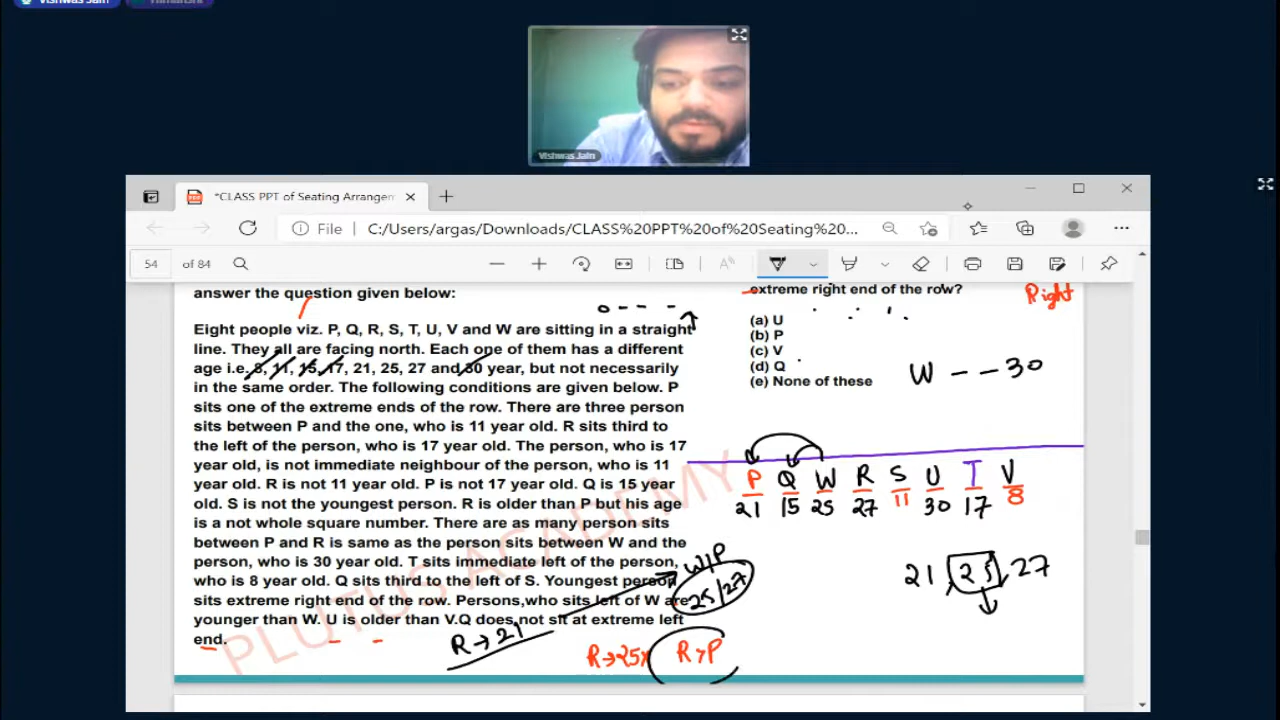 Vishwas Jain
Vishwas Jain
*CLASS PPT of Seating Arrangen
File C:/Users/argas/Downloads/CLASS%20PPT%20of%20Seating%20...
54 of 84
answer the question given below:
Eight people viz. P, Q, R, S, T, U, V and W are sitting in a straight
line. They all are facing north. Each one of them has a different
age i.e. 8, 11, 15, 17, 21, 25, 27 and 30 year, but not necessarily
in the same order. The following conditions are given below. P
sits one of the extreme ends of the row. There are three person
sits between P and the one, who is 11 year old. R sits third to
the left of the person, who is 17 year old. The person, who is 17
year old, is not immediate neighbour of the person, who is 11
year old. R is not 11 year old. P is not 17 year old. Q is 15 year
old. S is not the youngest person. R is older than P but his age
is a not whole square number. There are as many person sits
between P and R is same as the person sits between W and the
person, who is 30 year old. T sits immediate left of the person,
who is 8 year old. Q sits third to the left of S. Youngest person
sits extreme right end of the row. Persons,who sits left of W are
younger than W. U is older than V.Q does not sit at extreme left
end.
W/P
25/27
R→21
R→25x
R>P
PLUTUS ACADEMY
extreme right end of the row?
Right
(a) U
(b) P
(c) V
(d) Q
(e) None of these
W – – 30
P Q W R S U T V
21 15 25 27 11 30 17 8
21, 25, 27